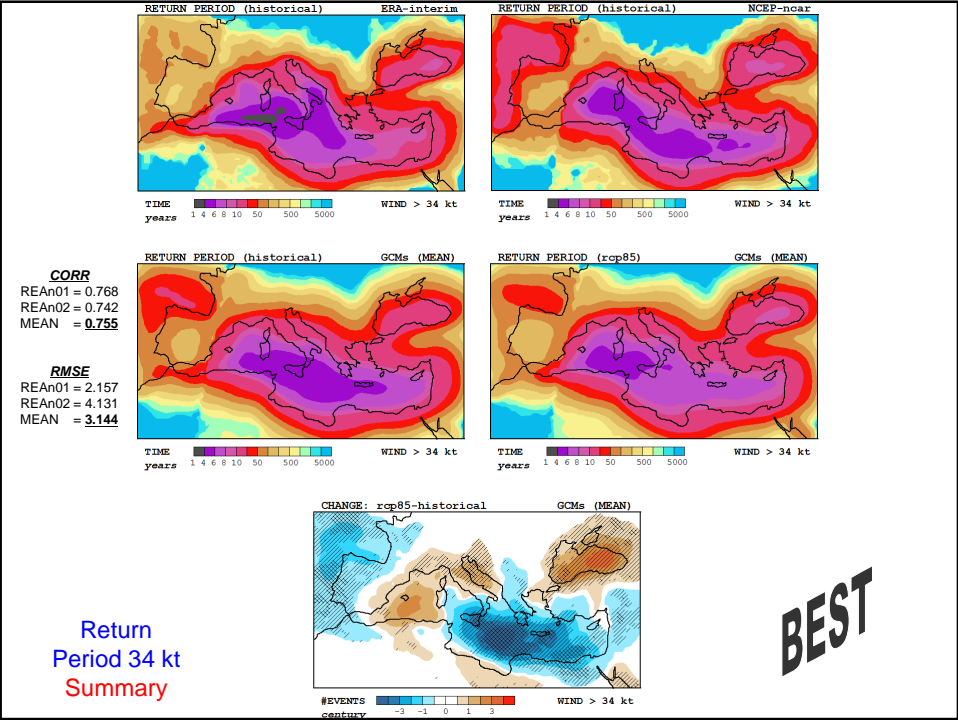 RETURN PERIOD (historical) ERA-interim
TIME
years
1 4 6 8 10 50 500 5000
WIND > 34 kt
RETURN PERIOD (historical) NCEP-ncar
TIME
years
1 4 6 8 10 50 500 5000
WIND > 34 kt
CORR
REAn01 = 0.768
REAn02 = 0.742
MEAN = 0.755
RMSE
REAn01 = 2.157
REAn02 = 4.131
MEAN = 3.144
RETURN PERIOD (historical) GCMs (MEAN)
TIME
years
1 4 6 8 10 50 500 5000
WIND > 34 kt
RETURN PERIOD (rcp85) GCMs (MEAN)
TIME
years
1 4 6 8 10 50 500 5000
WIND > 34 kt
CHANGE: rcp85-historical GCMs (MEAN)
#EVENTS
century
-3 -1 0 1 3
WIND > 34 kt
Return
Period 34 kt
Summary
BEST